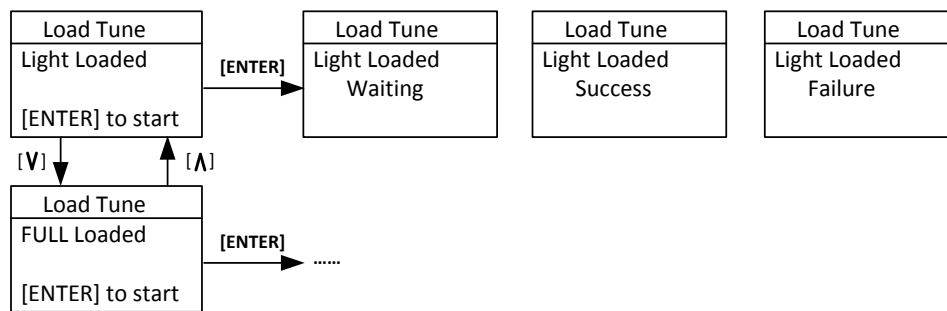 Load Tune
Light Loaded
[ENTER] to start
[ENTER]
Load Tune
Light Loaded
Waiting
Load Tune
Light Loaded
Success
Load Tune
Light Loaded
Failure
[V]
[Λ]
Load Tune
FULL Loaded
[ENTER] to start
[ENTER]
......